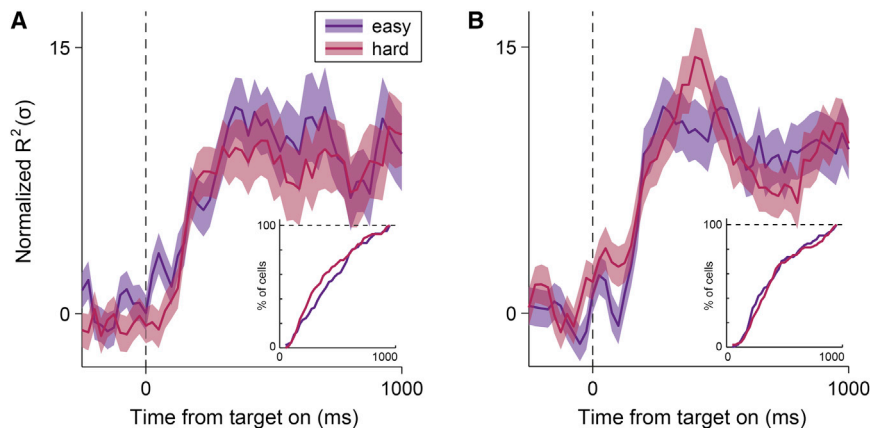 A
easy
hard
15
0
Normalized R²(σ)
0
1000
Time from target on (ms)
100
0
% of cells
0
1000
B
15
0
0
1000
Time from target on (ms)
100
0
% of cells
0
1000